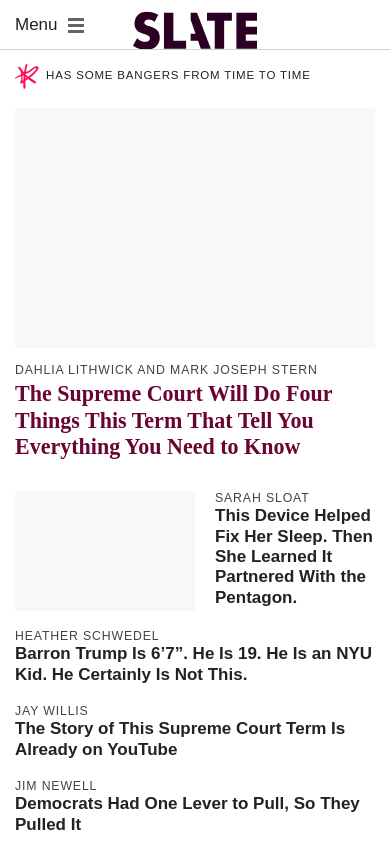 Menu
SLATE
HAS SOME BANGERS FROM TIME TO TIME
DAHLIA LITHWICK AND MARK JOSEPH STERN
The Supreme Court Will Do Four
Things This Term That Tell You
Everything You Need to Know
SARAH SLOAT
This Device Helped
Fix Her Sleep. Then
She Learned It
Partnered With the
Pentagon.
HEATHER SCHWEDEL
Barron Trump Is 6’7”. He Is 19. He Is an NYU
Kid. He Certainly Is Not This.
JAY WILLIS
The Story of This Supreme Court Term Is
Already on YouTube
JIM NEWELL
Democrats Had One Lever to Pull, So They
Pulled It